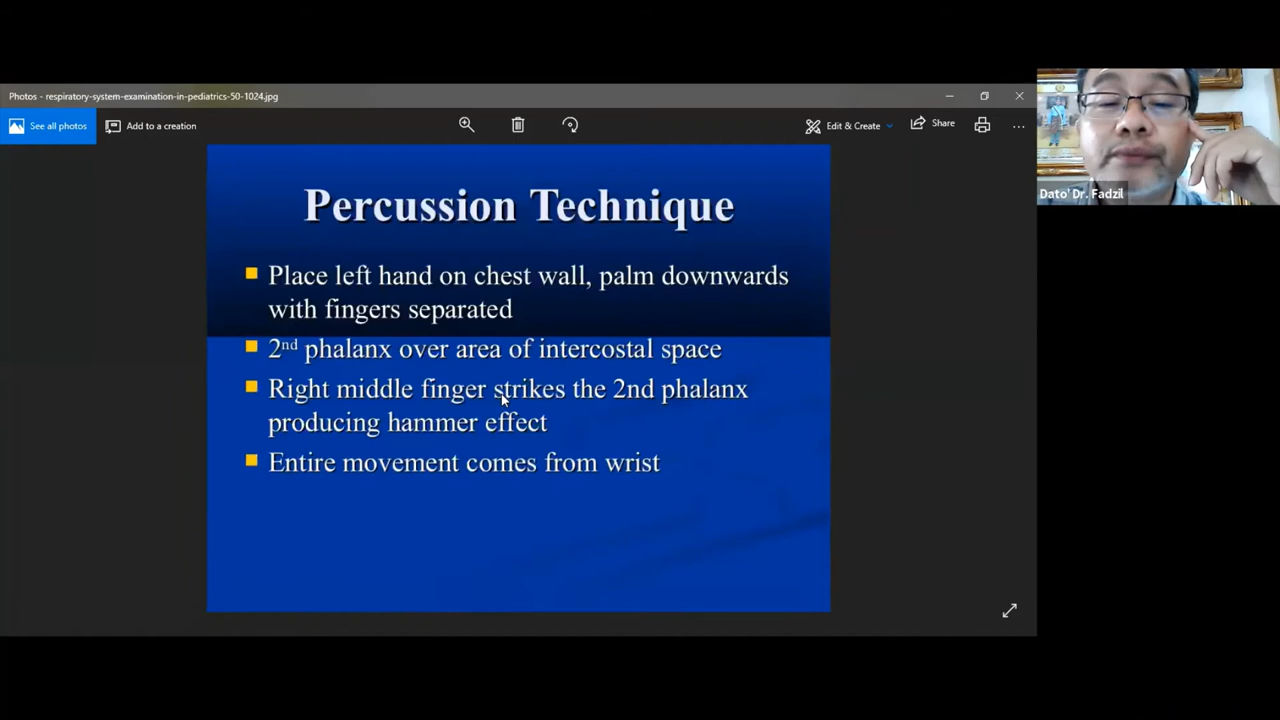 Photos - respiratory-system-examination-in-pediatrics-50-1024.jpg
See all photos
Add to a creation
Edit & Create
Share
Percussion Technique
Place left hand on chest wall, palm downwards
with fingers separated
2nd phalanx over area of intercostal space
Right middle finger strikes the 2nd phalanx
producing hammer effect
Entire movement comes from wrist
Dato' Dr. Fadzil